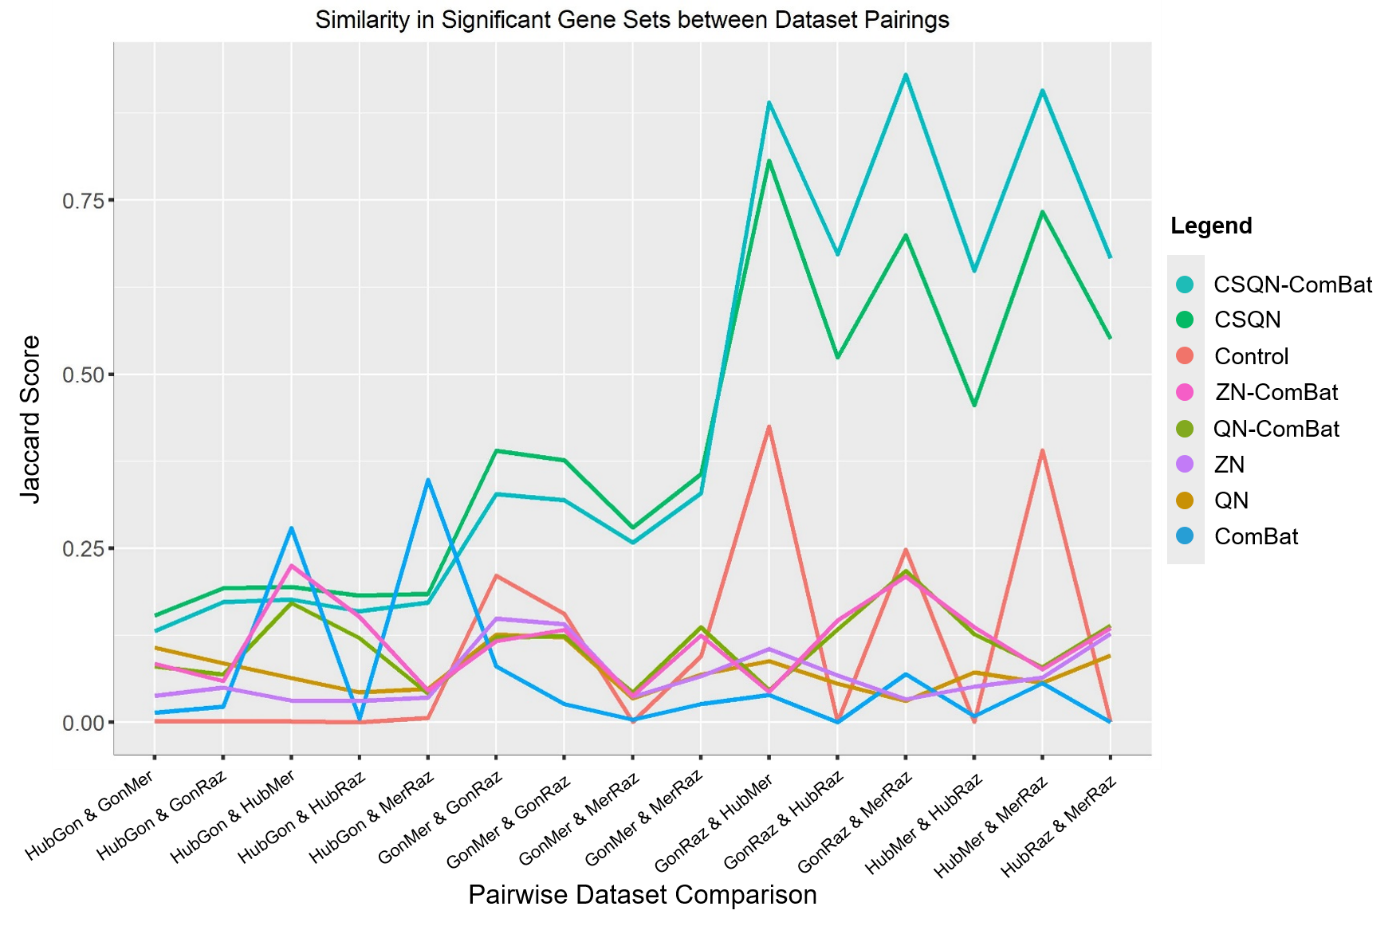 Similarity in Significant Gene Sets between Dataset Pairings
Jaccard Score
0.75
0.50
0.25
0.00
HubGon & GonMer
HubGon & GonRaz
HubGon & HubMer
HubGon & HubRaz
HubGon & MerRaz
GonMer & GonRaz
GonMer & GonRaz
GonMer & MerRaz
GonMer & MerRaz
GonRaz & HubMer
GonRaz & HubRaz
GonRaz & MerRaz
HubMer & HubRaz
HubMer & MerRaz
HubRaz & MerRaz
Pairwise Dataset Comparison
Legend
CSQN-ComBat
CSQN
Control
ZN-ComBat
QN-ComBat
ZN
QN
ComBat